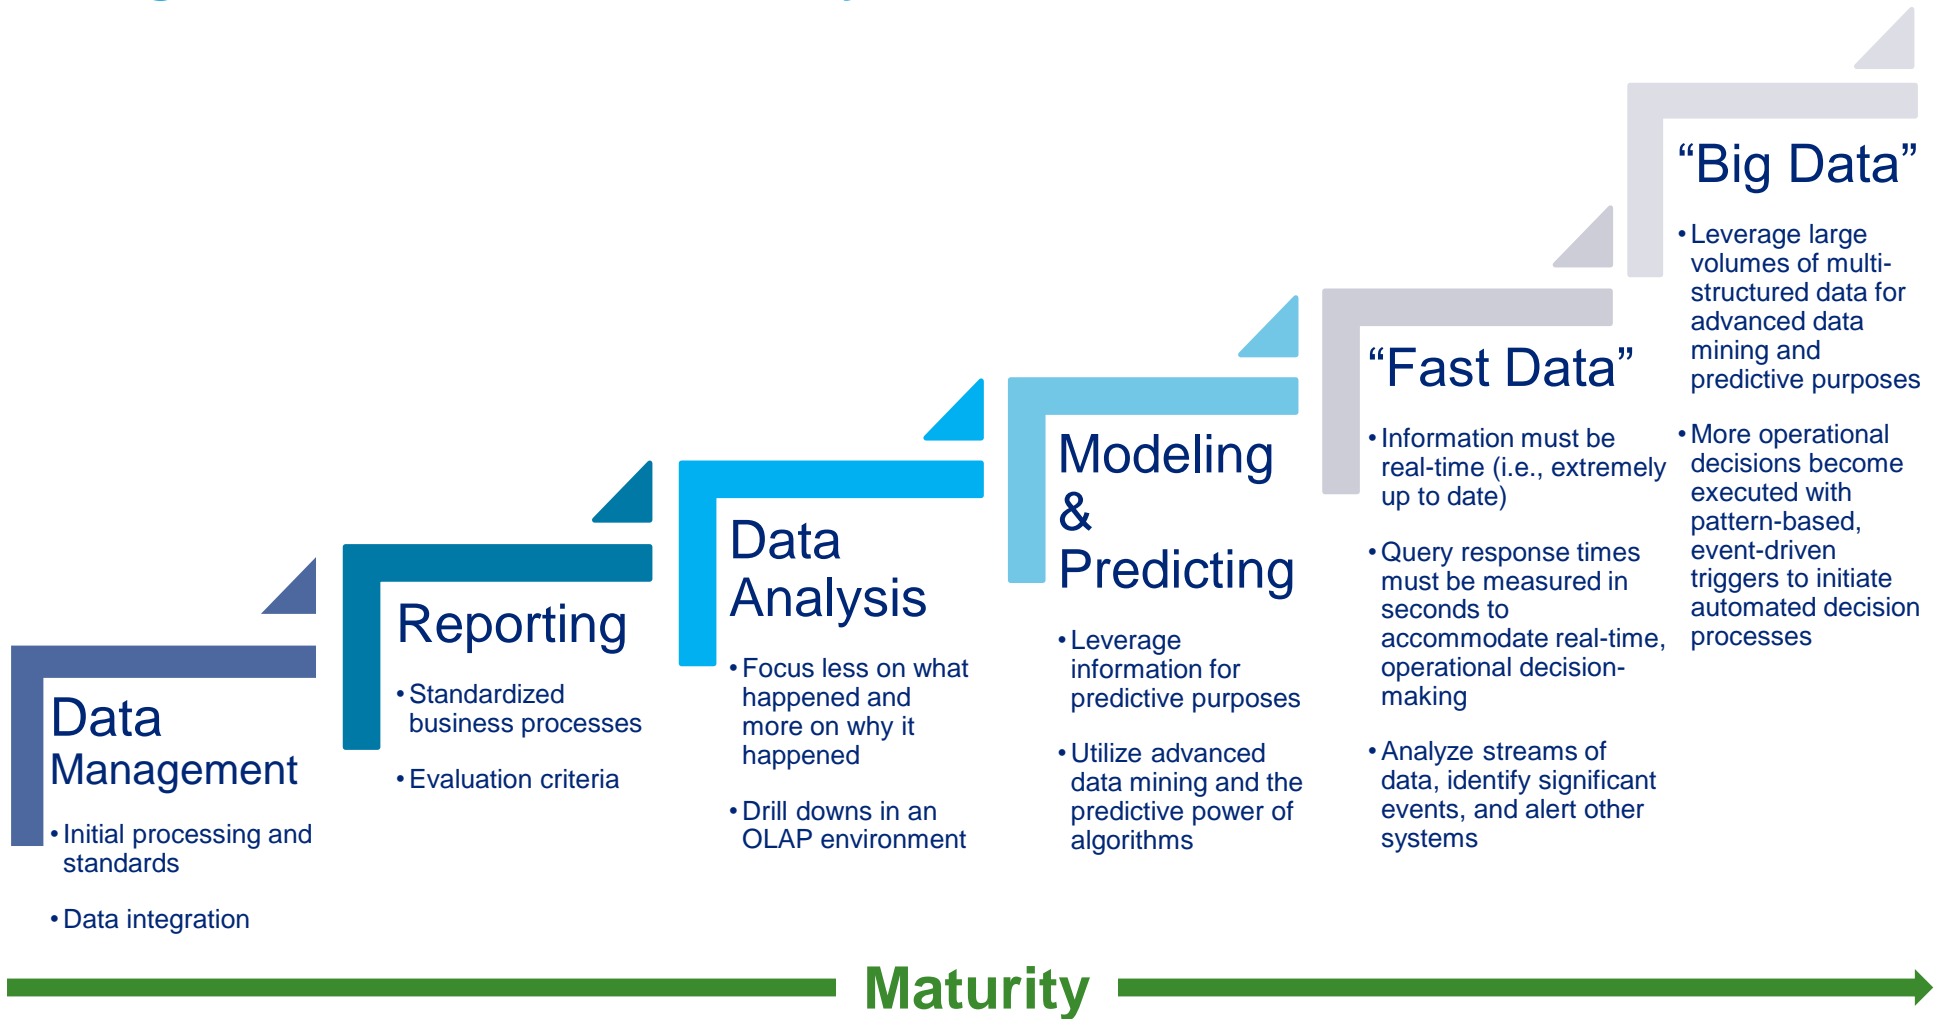 Data
Management
• Initial processing and
standards
• Data integration
Reporting
• Standardized
business processes
• Evaluation criteria
Data
Analysis
• Focus less on what
happened and
more on why it
happened
• Drill downs in an
OLAP environment
Modeling
&
Predicting
• Leverage
information for
predictive purposes
• Utilize advanced
data mining and the
predictive power of
algorithms
“Fast Data”
• Information must be
real-time (i.e., extremely
up to date)
• Query response times
must be measured in
seconds to
accommodate real-time,
operational decision-
making
• Analyze streams of
data, identify significant
events, and alert other
systems
“Big Data”
• Leverage large
volumes of multi-
structured data for
advanced data
mining and
predictive purposes
• More operational
decisions become
executed with
pattern-based,
event-driven
triggers to initiate
automated decision
processes
Maturity